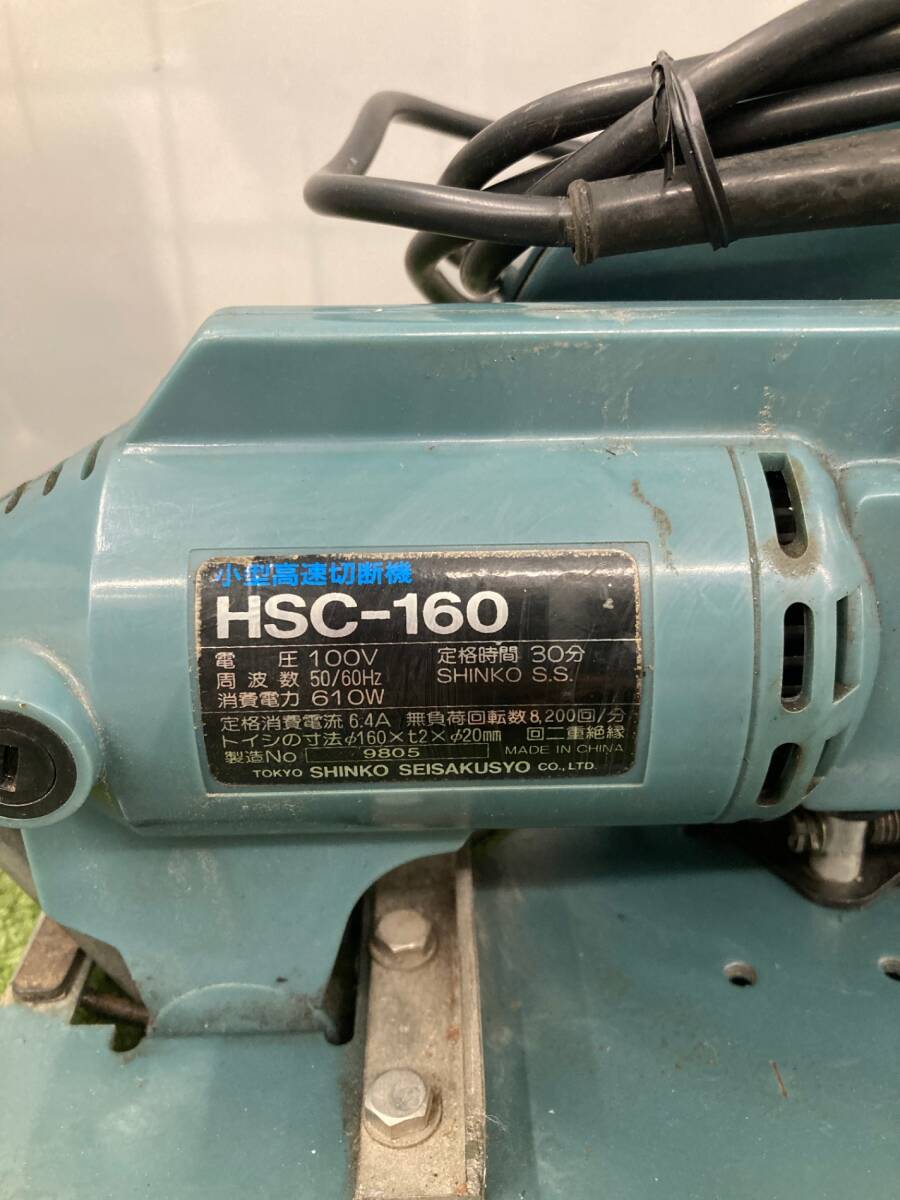 小型高速切断機
HSC-160
電圧 100V 定格時間 30分
周波数 50/60Hz SHINKO S.S.
消費電力 610W
定格消費電流 6.4A 無負荷回転数 8,200回/分
トイシの寸法 φ160×t2×φ20mm 回二重絶縁
製造No 9805 MADE IN CHINA
TOKYO SHINKO SEISAKUSYO CO., LTD.